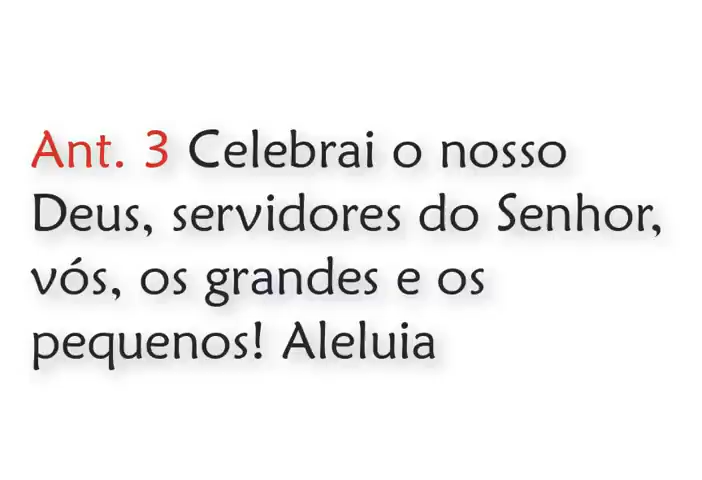 Ant. 3 Celebrai o nosso
Deus, servidores do Senhor,
vós, os grandes e os
pequenos! Aleluia